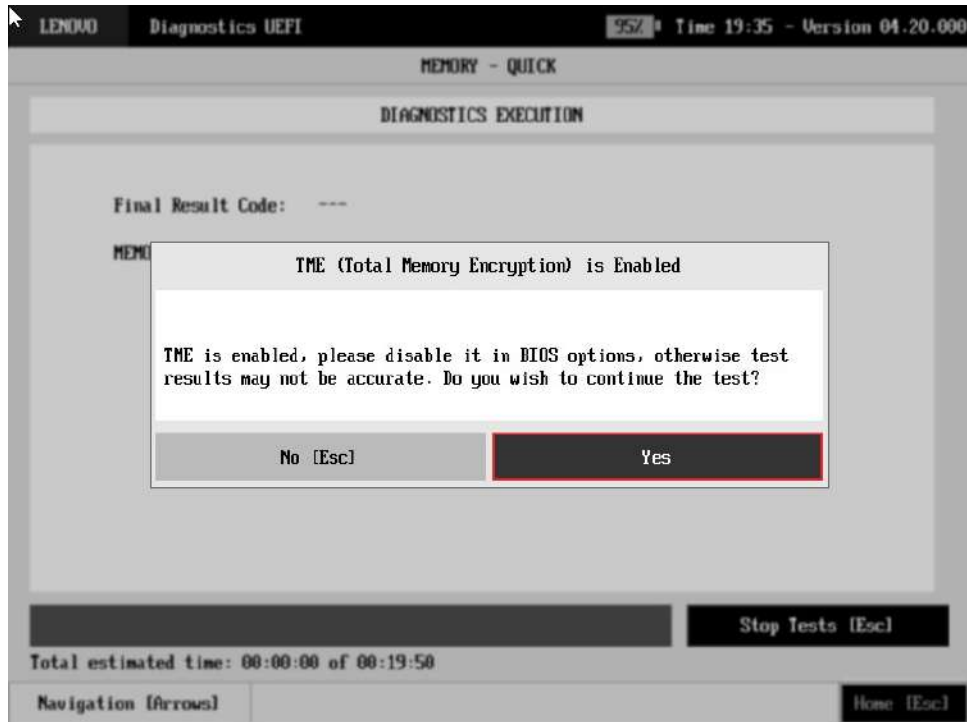 LENOVO Diagnostics UEFI 95% Time 19:35 - Version 04.20.000
MEMORY - QUICK
DIAGNOSTICS EXECUTION
Final Result Code: ---
MEMO
TME (Total Memory Encryption) is Enabled
TME is enabled, please disable it in BIOS options, otherwise test
results may not be accurate. Do you wish to continue the test?
No [Esc] Yes
Stop Tests [Esc]
Total estimated time: 00:00:00 of 00:19:50
Navigation [Arrows] Home [Esc]